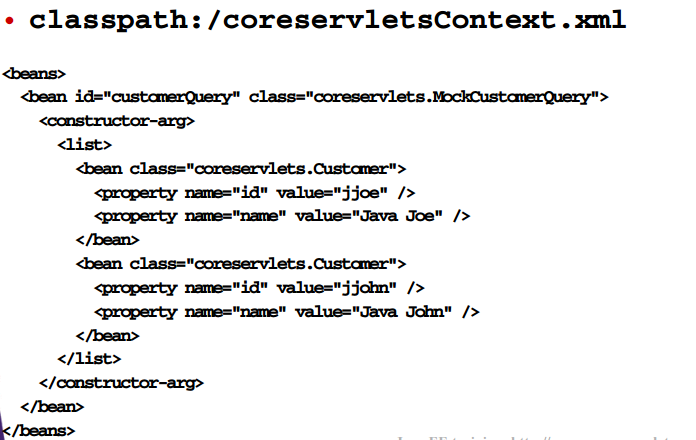 • classpath:/coreservletsContext.xml
<beans>
  <bean id="customerQuery" class="coreservlets.MockCustomerQuery">
    <constructor-arg>
      <list>
        <bean class="coreservlets.Customer">
          <property name="id" value="jjoe" />
          <property name="name" value="Java Joe" />
        </bean>
        <bean class="coreservlets.Customer">
          <property name="id" value="jjohn" />
          <property name="name" value="Java John" />
        </bean>
      </list>
    </constructor-arg>
  </bean>
</beans>